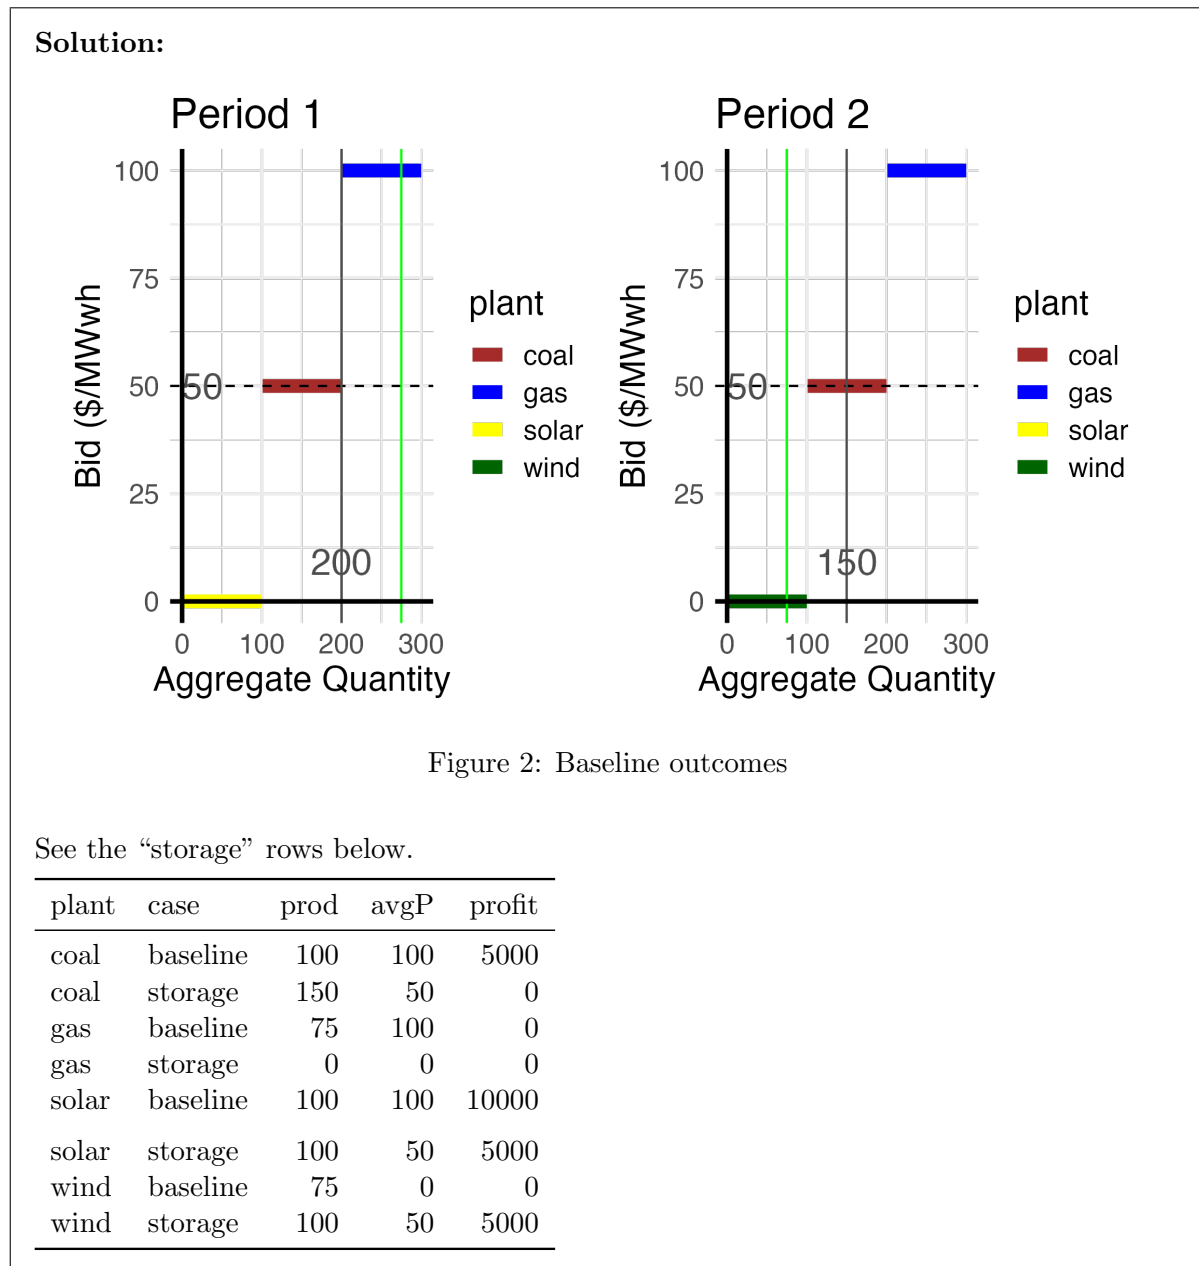 Solution:
Period 1
Period 2
Bid ($/MWwh
100
75
50
25
0
50
200
0 100 200 300
Aggregate Quantity
plant
coal
gas
solar
wind
Bid ($/MWwh
100
75
50
25
0
50
150
0 100 200 300
Aggregate Quantity
plant
coal
gas
solar
wind
Figure 2: Baseline outcomes
See the “storage” rows below.
plant case prod avgP profit
coal baseline 100 100 5000
coal storage 150 50 0
gas baseline 75 100 0
gas storage 0 0 0
solar baseline 100 100 10000
solar storage 100 50 5000
wind baseline 75 0 0
wind storage 100 50 5000